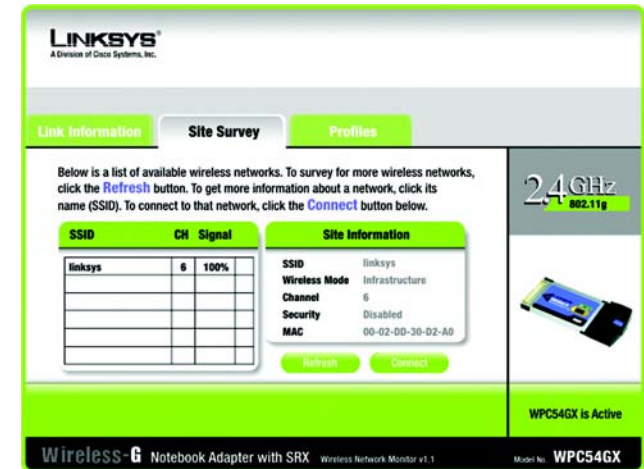 LINKSYS®
A Division of Cisco Systems, Inc.
Link Information
Site Survey
Profiles
Below is a list of available wireless networks. To survey for more wireless networks,
click the Refresh button. To get more information about a network, click its
name (SSID). To connect to that network, click the Connect button below.
SSID CH Signal
linksys 6 100%
Site Information
SSID linksys
Wireless Mode Infrastructure
Channel 6
Security Disabled
MAC 00-02-DD-30-D2-A0
Refresh Connect
2.4GHz
802.11g
WPC54GX is Active
Wireless-G Notebook Adapter with SRX Wireless Network Monitor v1.1 Model No. WPC54GX